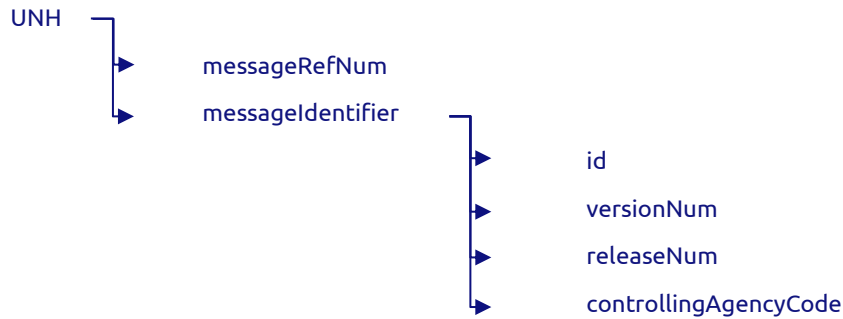 UNH
messageRefNum
messageIdentifier
id
versionNum
releaseNum
controllingAgencyCode